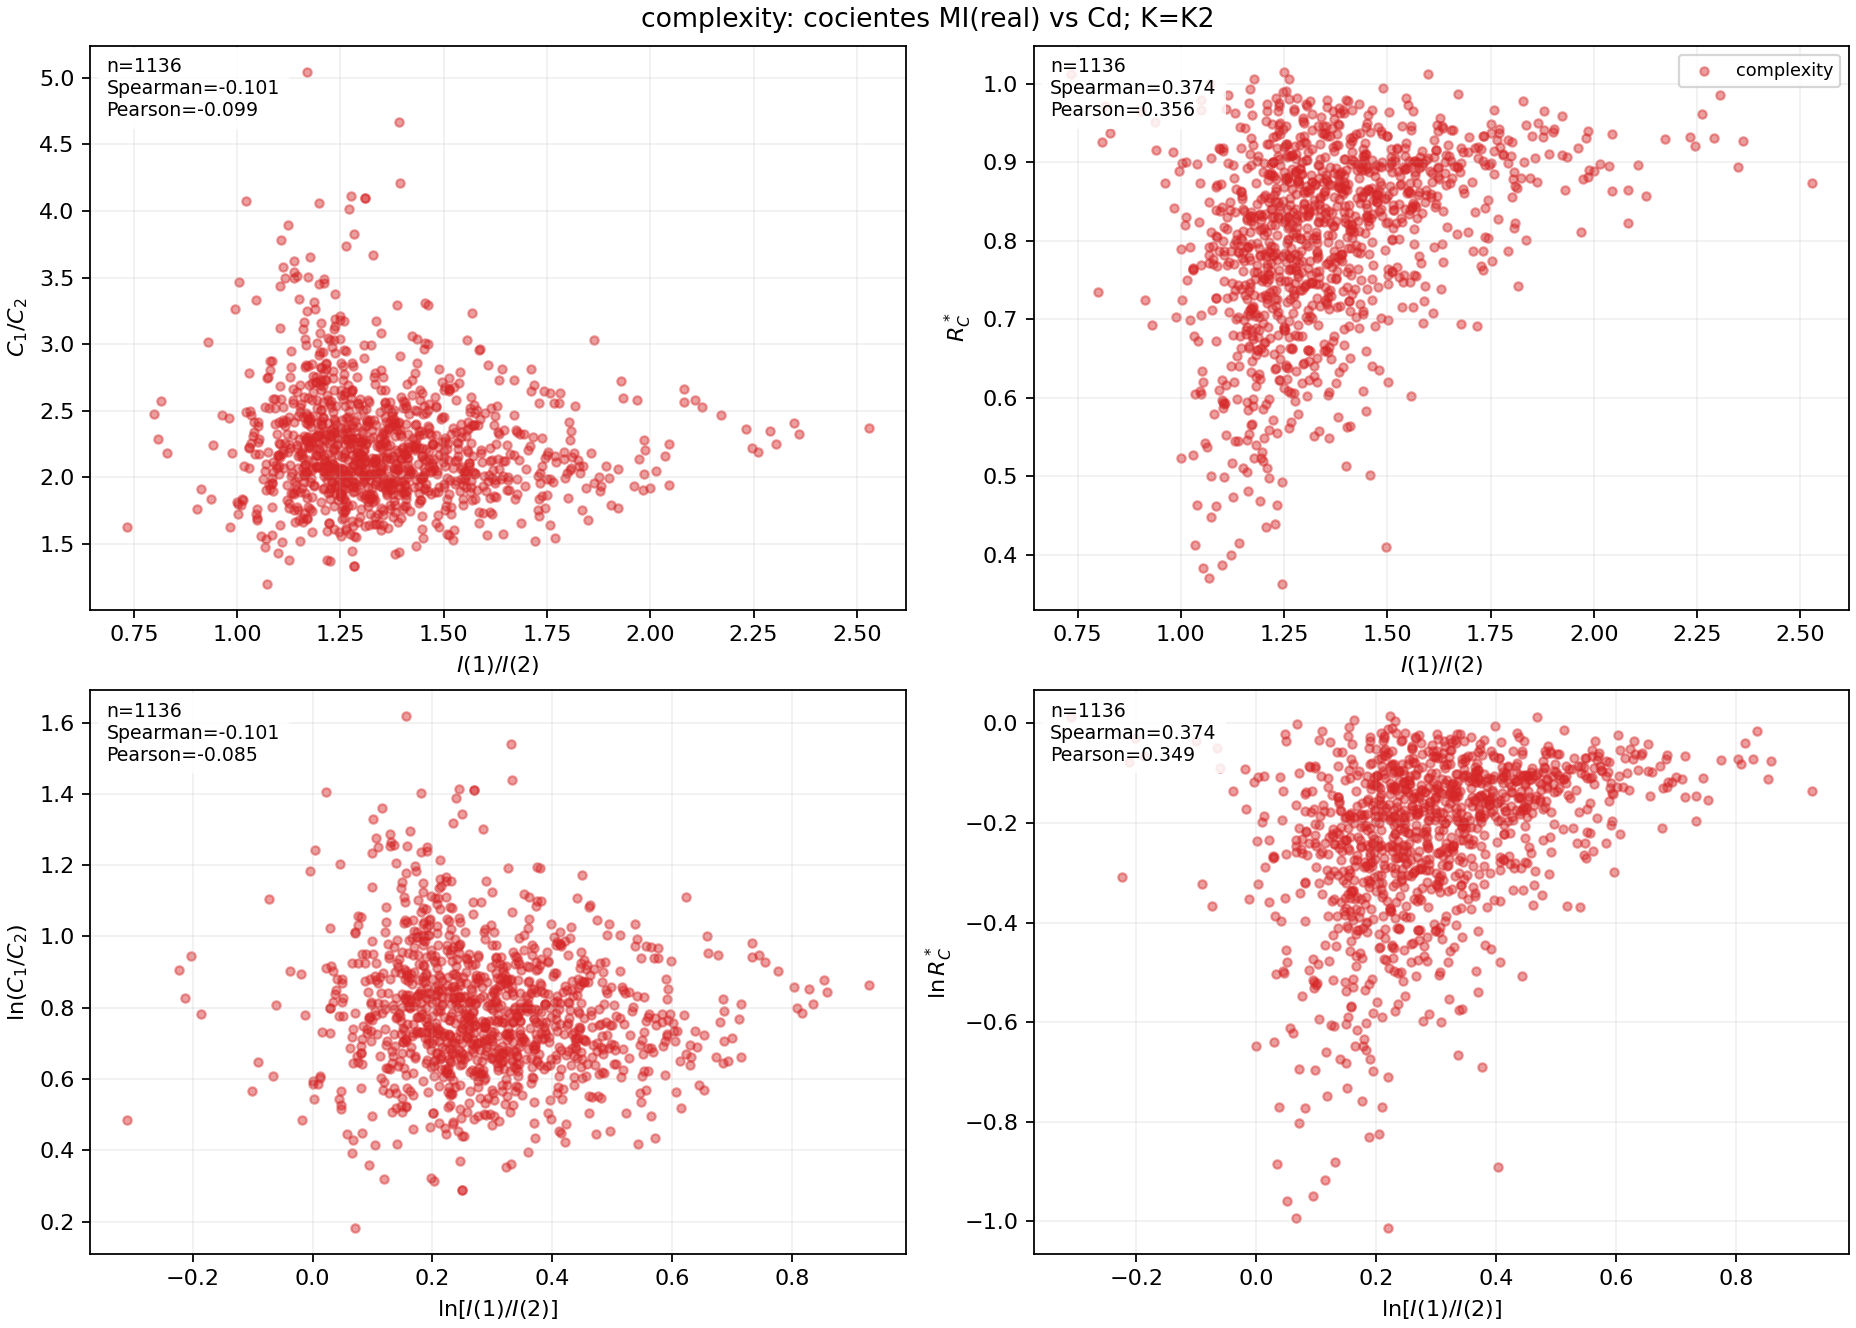 complexity: cocientes MI(real) vs Cd; K=K2
n=1136
Spearman=-0.101
Pearson=-0.099
5.0
4.5
4.0
3.5
3.0
2.5
2.0
1.5
C₁/C₂
0.75 1.00 1.25 1.50 1.75 2.00 2.25 2.50
I(1)/I(2)
n=1136
Spearman=0.374
Pearson=0.356
complexity
1.0
0.9
0.8
0.7
0.6
0.5
0.4
R*_C
0.75 1.00 1.25 1.50 1.75 2.00 2.25 2.50
I(1)/I(2)
n=1136
Spearman=-0.101
Pearson=-0.085
1.6
1.4
1.2
1.0
0.8
0.6
0.4
0.2
ln(C₁/C₂)
−0.2 0.0 0.2 0.4 0.6 0.8
ln[I(1)/I(2)]
n=1136
Spearman=0.374
Pearson=0.349
0.0
−0.2
−0.4
−0.6
−0.8
−1.0
ln R*_C
−0.2 0.0 0.2 0.4 0.6 0.8
ln[I(1)/I(2)]